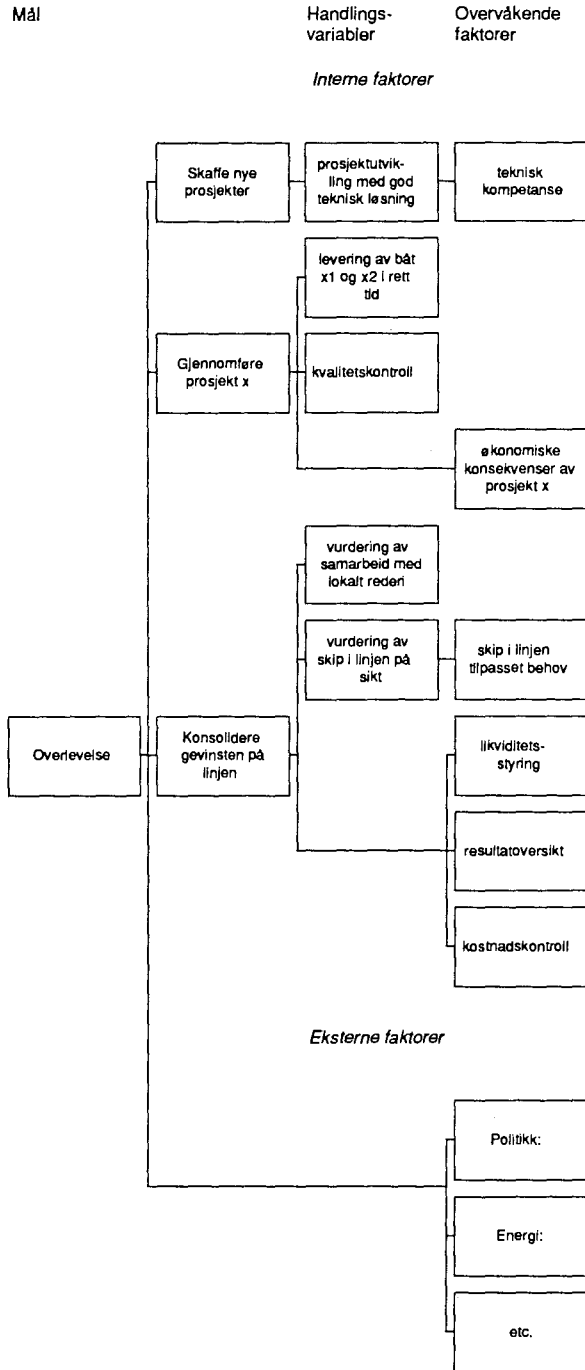 Mål
Handlings-
variabler
Overvåkende
faktorer
Interne faktorer
Skaffe nye
prosjekter
prosjektutvik-
ling med god
teknisk løsning
teknisk
kompetanse
levering av båt
x1 og x2 i rett
tid
Gjennomføre
prosjekt x
kvalitetskontroll
økonomiske
konsekvenser av
prosjekt x
vurdering av
samarbeid med
lokalt rederi
vurdering av
skip i linjen på
sikt
skip i linjen
tilpasset behov
Overlevelse
Konsolidere
gevinsten på
linjen
likviditets-
styring
resultatoversikt
kostnadskontroll
Eksterne faktorer
Politikk:
Energi:
etc.